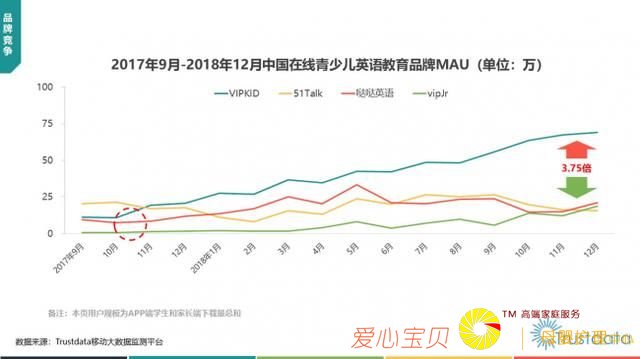 品牌竞争
2017年9月-2018年12月中国在线青少儿英语教育品牌MAU（单位：万）
VIPKID 51Talk 哒哒英语 vipJr
100
75
50
25
0
3.75倍
2017年9月 10月 11月 12月 2018年1月 2月 3月 4月 5月 6月 7月 8月 9月 10月 11月 12月
备注：本页用户规模为APP端学生和家长端下载量总和
TM 高端家庭服务
爱心宝贝
数据来源：Trustdata移动大数据监测平台
Trustdata